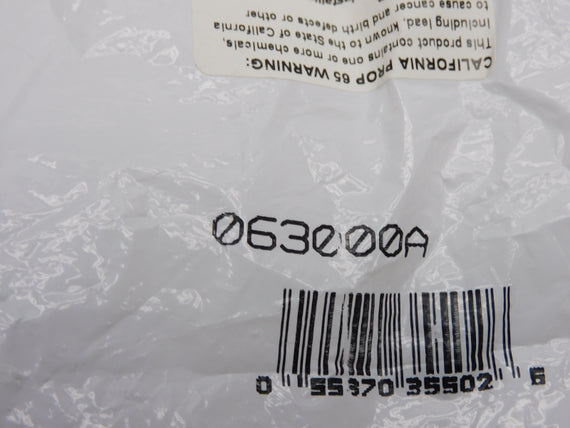 CALIFORNIA PROP 65 WARNING:
This product contains one or more chemicals,
including lead, known to the State of California
to cause cancer and birth defects or other
063000A
0 55370 35502 6